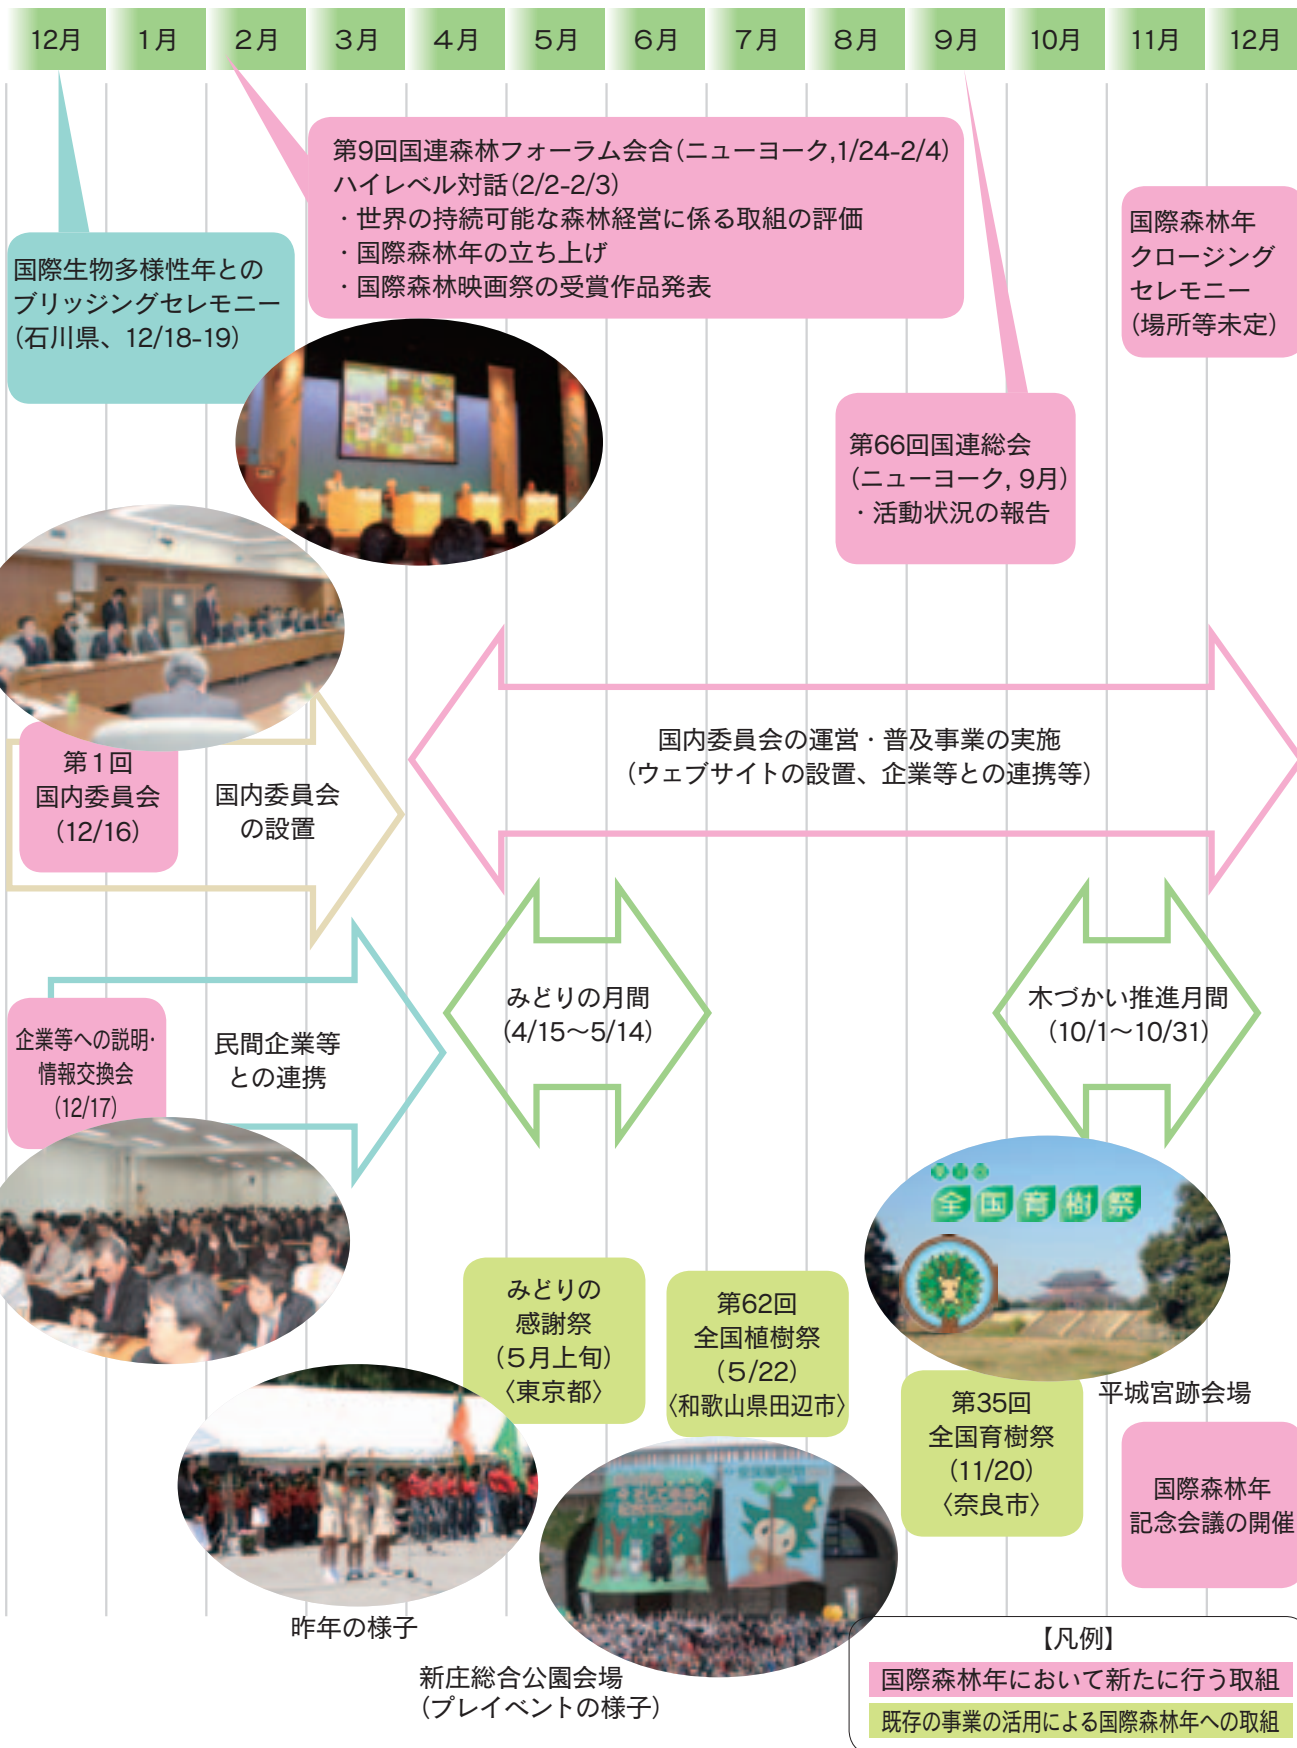 12月
1月
2月
3月
4月
5月
6月
7月
8月
9月
10月
11月
12月
第9回国連森林フォーラム会合(ニューヨーク,1/24-2/4)
ハイレベル対話(2/2-2/3)
・世界の持続可能な森林経営に係る取組の評価
・国際森林年の立ち上げ
・国際森林映画祭の受賞作品発表
国際生物多様性年との
ブリッジングセレモニー
(石川県、12/18-19)
国際森林年
クロージング
セレモニー
(場所等未定)
第66回国連総会
(ニューヨーク, 9月)
・活動状況の報告
第1回
国内委員会
(12/16)
国内委員会
の設置
国内委員会の運営・普及事業の実施
(ウェブサイトの設置、企業等との連携等)
企業等への説明・
情報交換会
(12/17)
民間企業等
との連携
みどりの月間
(4/15〜5/14)
木づかい推進月間
(10/1〜10/31)
全国育樹祭
平城宮跡会場
みどりの
感謝祭
(5月上旬)
〈東京都〉
第62回
全国植樹祭
(5/22)
〈和歌山県田辺市〉
第35回
全国育樹祭
(11/20)
〈奈良市〉
国際森林年
記念会議の開催
昨年の様子
新庄総合公園会場
(プレイベントの様子)
【凡例】
国際森林年において新たに行う取組
既存の事業の活用による国際森林年への取組